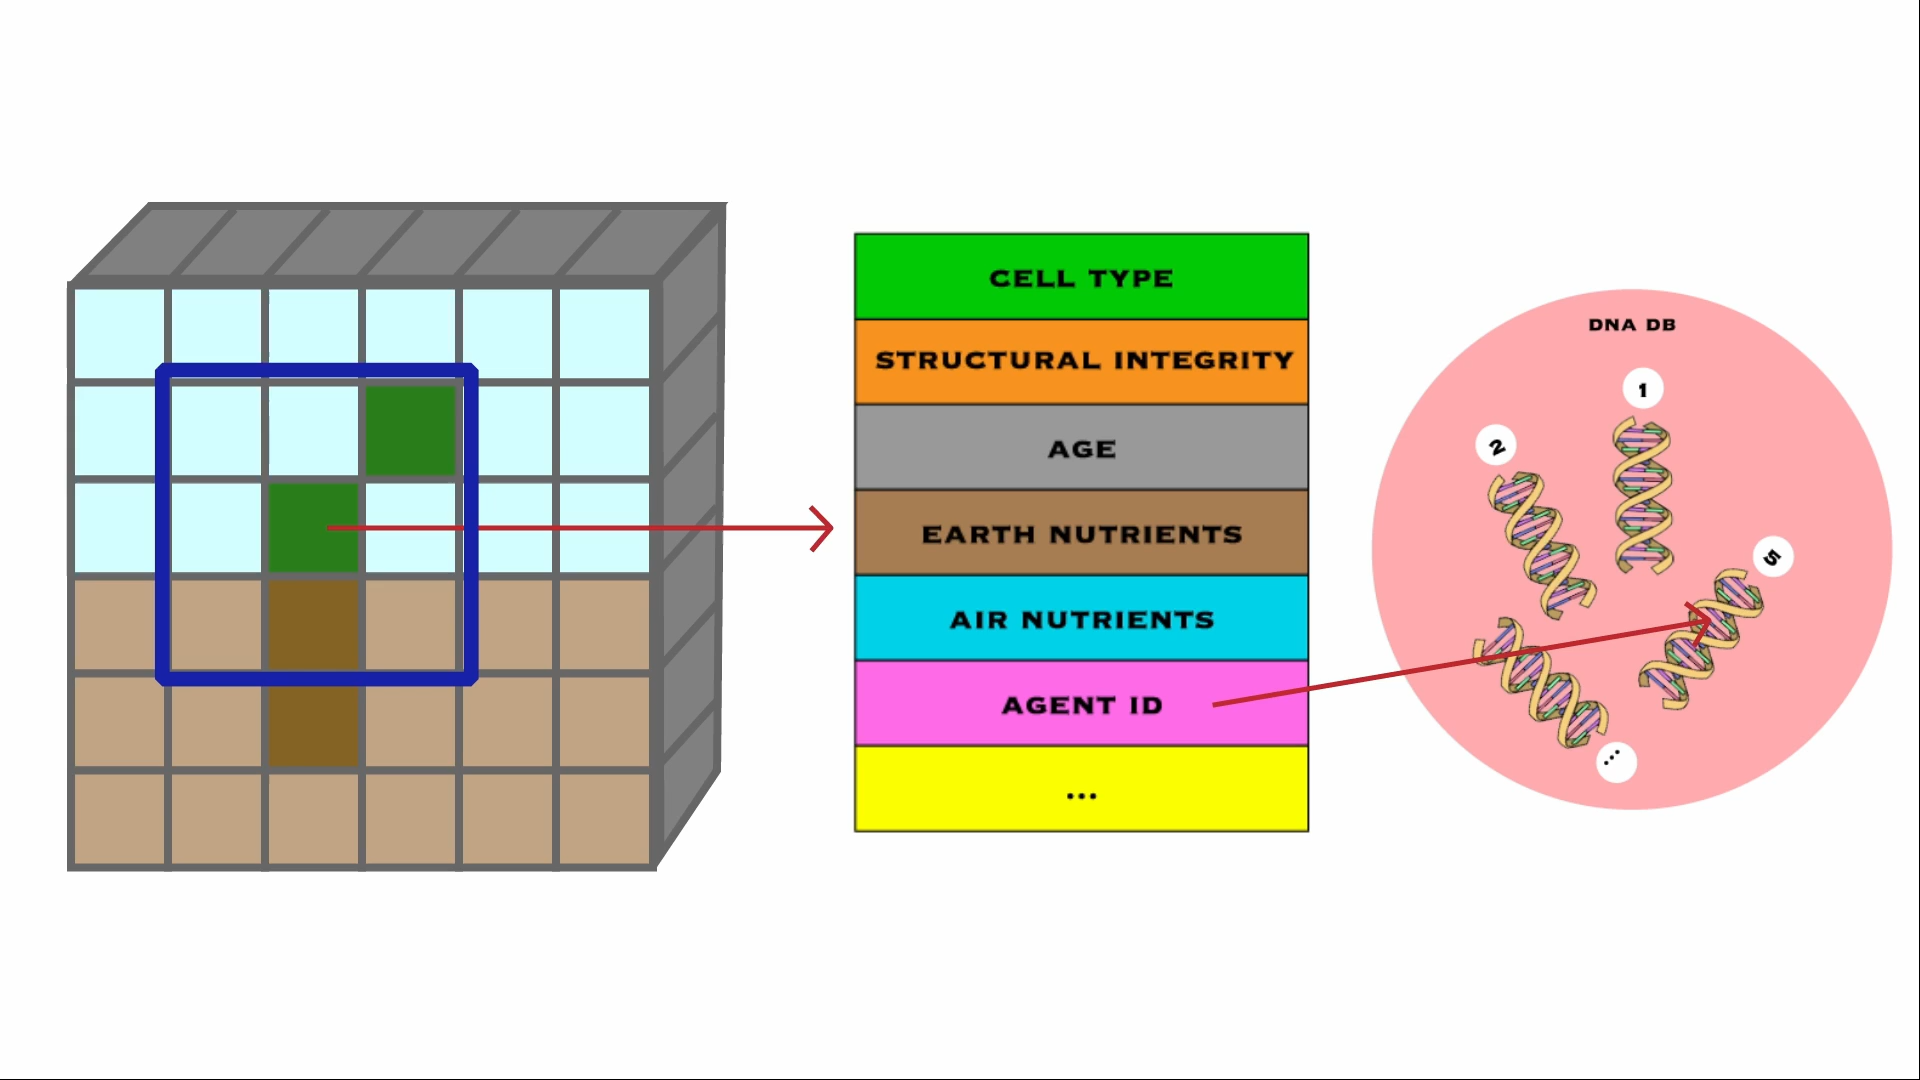 CELL TYPE
STRUCTURAL INTEGRITY
AGE
EARTH NUTRIENTS
AIR NUTRIENTS
AGENT ID
...
DNA DB
1
2
5
...